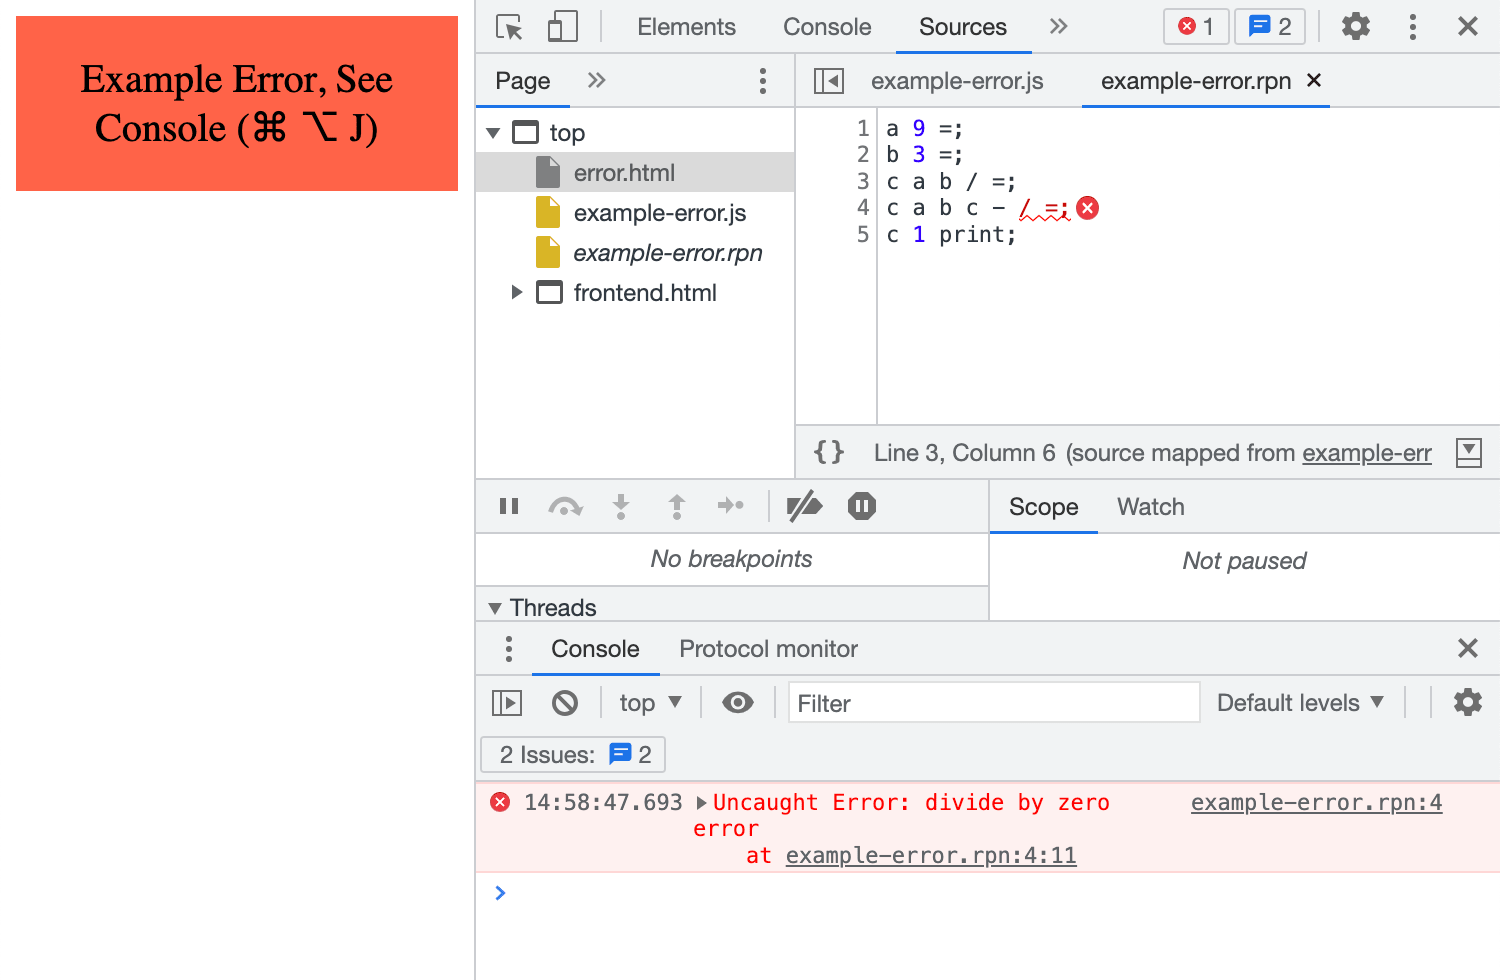 Example Error, See
Console (⌘ ⌥ J)
Elements Console Sources » 1 2
Page »
example-error.js example-error.rpn ×
top
error.html
example-error.js
example-error.rpn
frontend.html
1 a 9 =;
2 b 3 =;
3 c a b / =;
4 c a b c - / =;
5 c 1 print;
{} Line 3, Column 6 (source mapped from example-err
No breakpoints
Threads
Scope Watch
Not paused
Console Protocol monitor
top ▼ Filter Default levels ▼
2 Issues: 2
14:58:47.693 ▶Uncaught Error: divide by zero example-error.rpn:4
error
at example-error.rpn:4:11
>